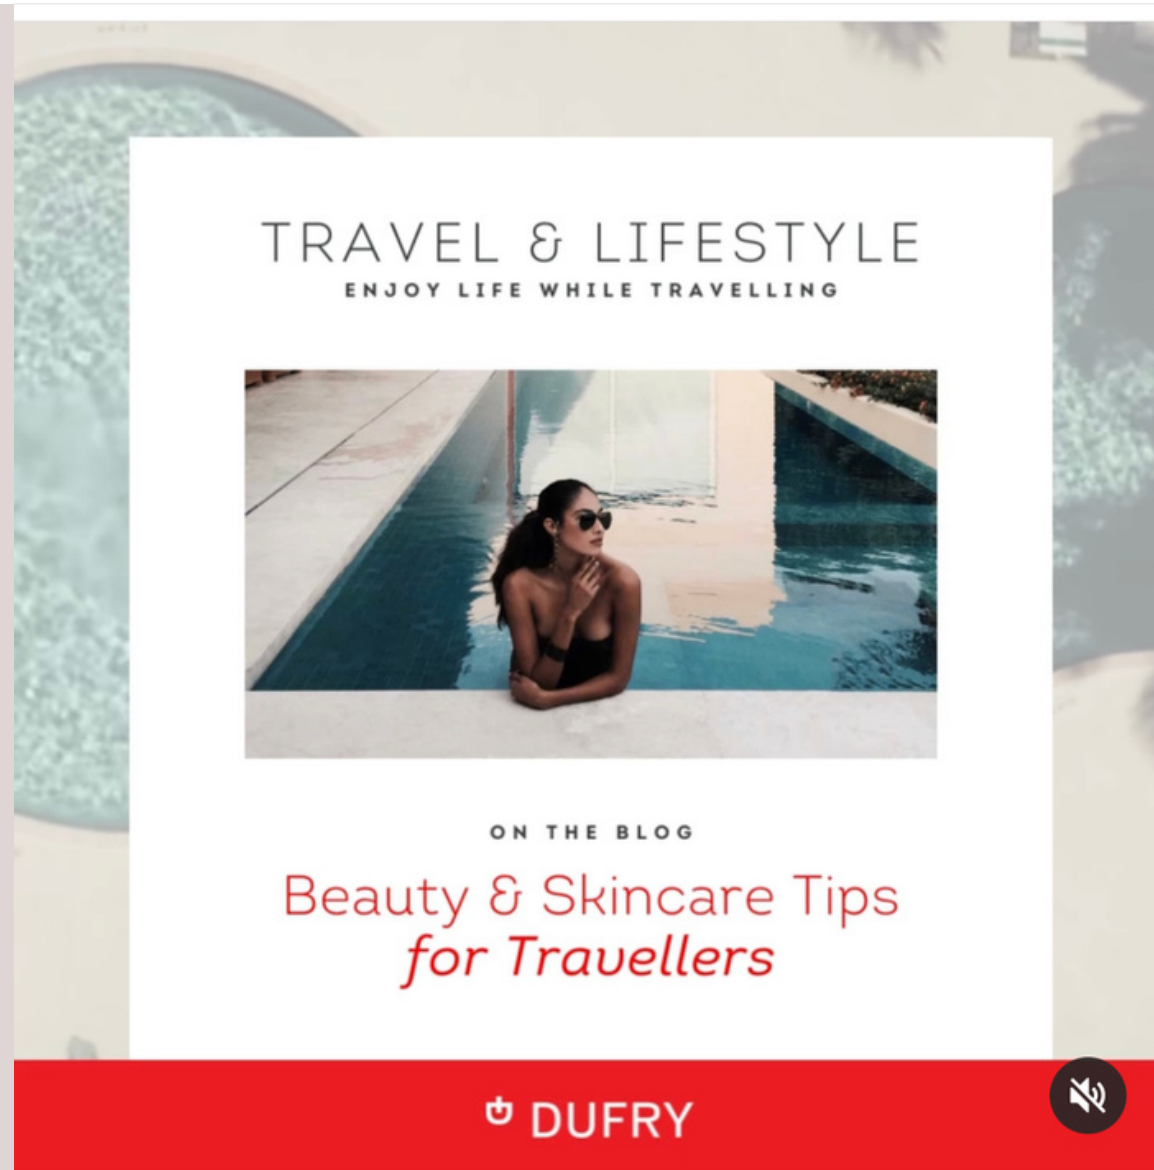 TRAVEL & LIFESTYLE
ENJOY LIFE WHILE TRAVELLING
ON THE BLOG
Beauty & Skincare Tips
for Travellers
DUFRY